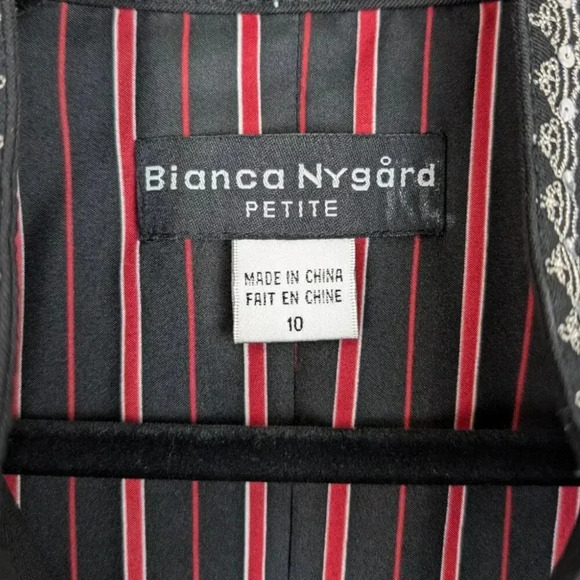 Bianca Nygård
PETITE
MADE IN CHINA
FAIT EN CHINE
10